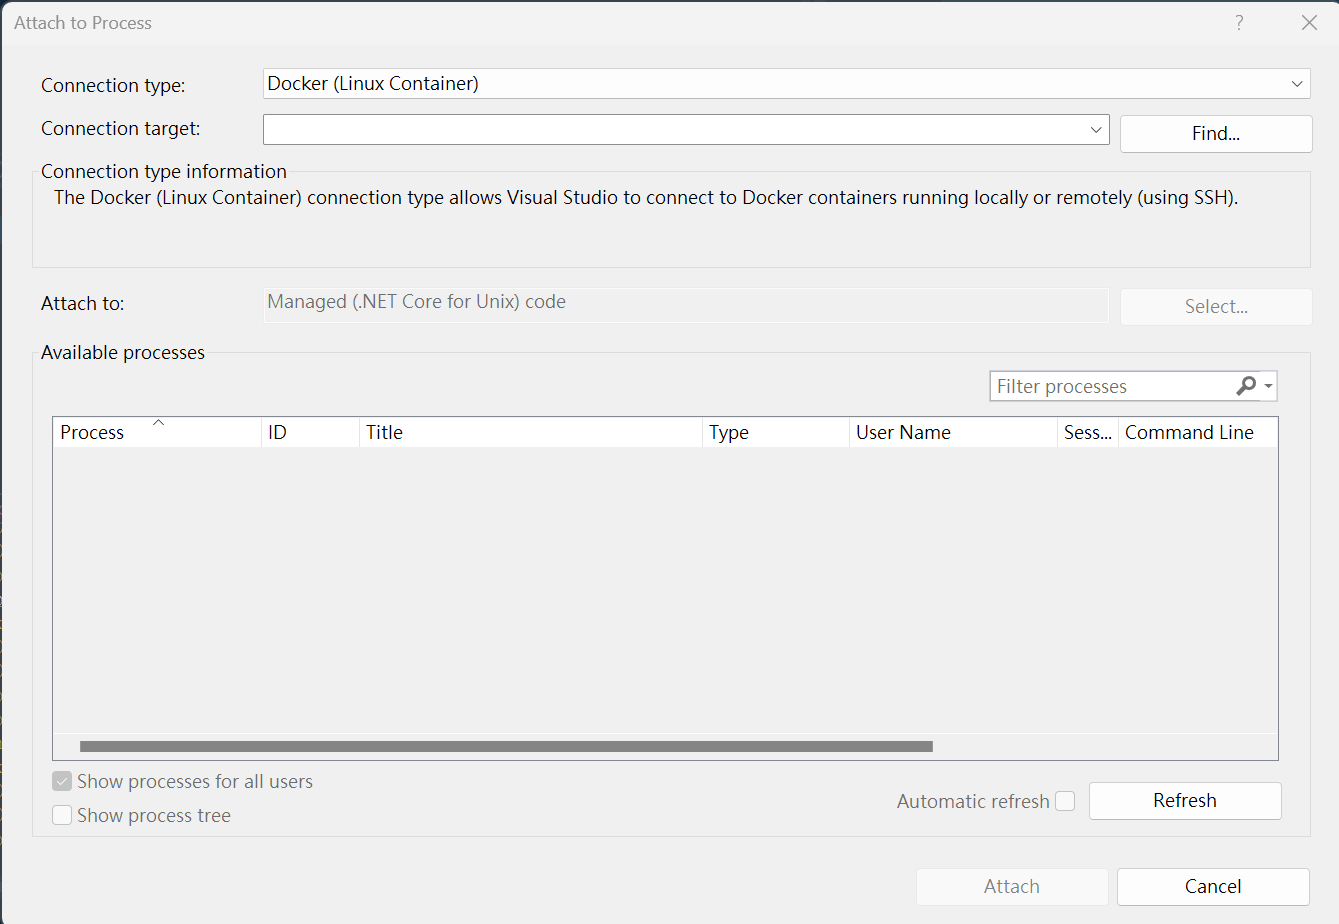 Attach to Process
?
Connection type:
Docker (Linux Container)
Connection target:
Find...
Connection type information
The Docker (Linux Container) connection type allows Visual Studio to connect to Docker containers running locally or remotely (using SSH).
Attach to:
Managed (.NET Core for Unix) code
Select...
Available processes
Filter processes
Process ID Title Type User Name Sess... Command Line
Show processes for all users
Show process tree
Automatic refresh
Refresh
Attach
Cancel